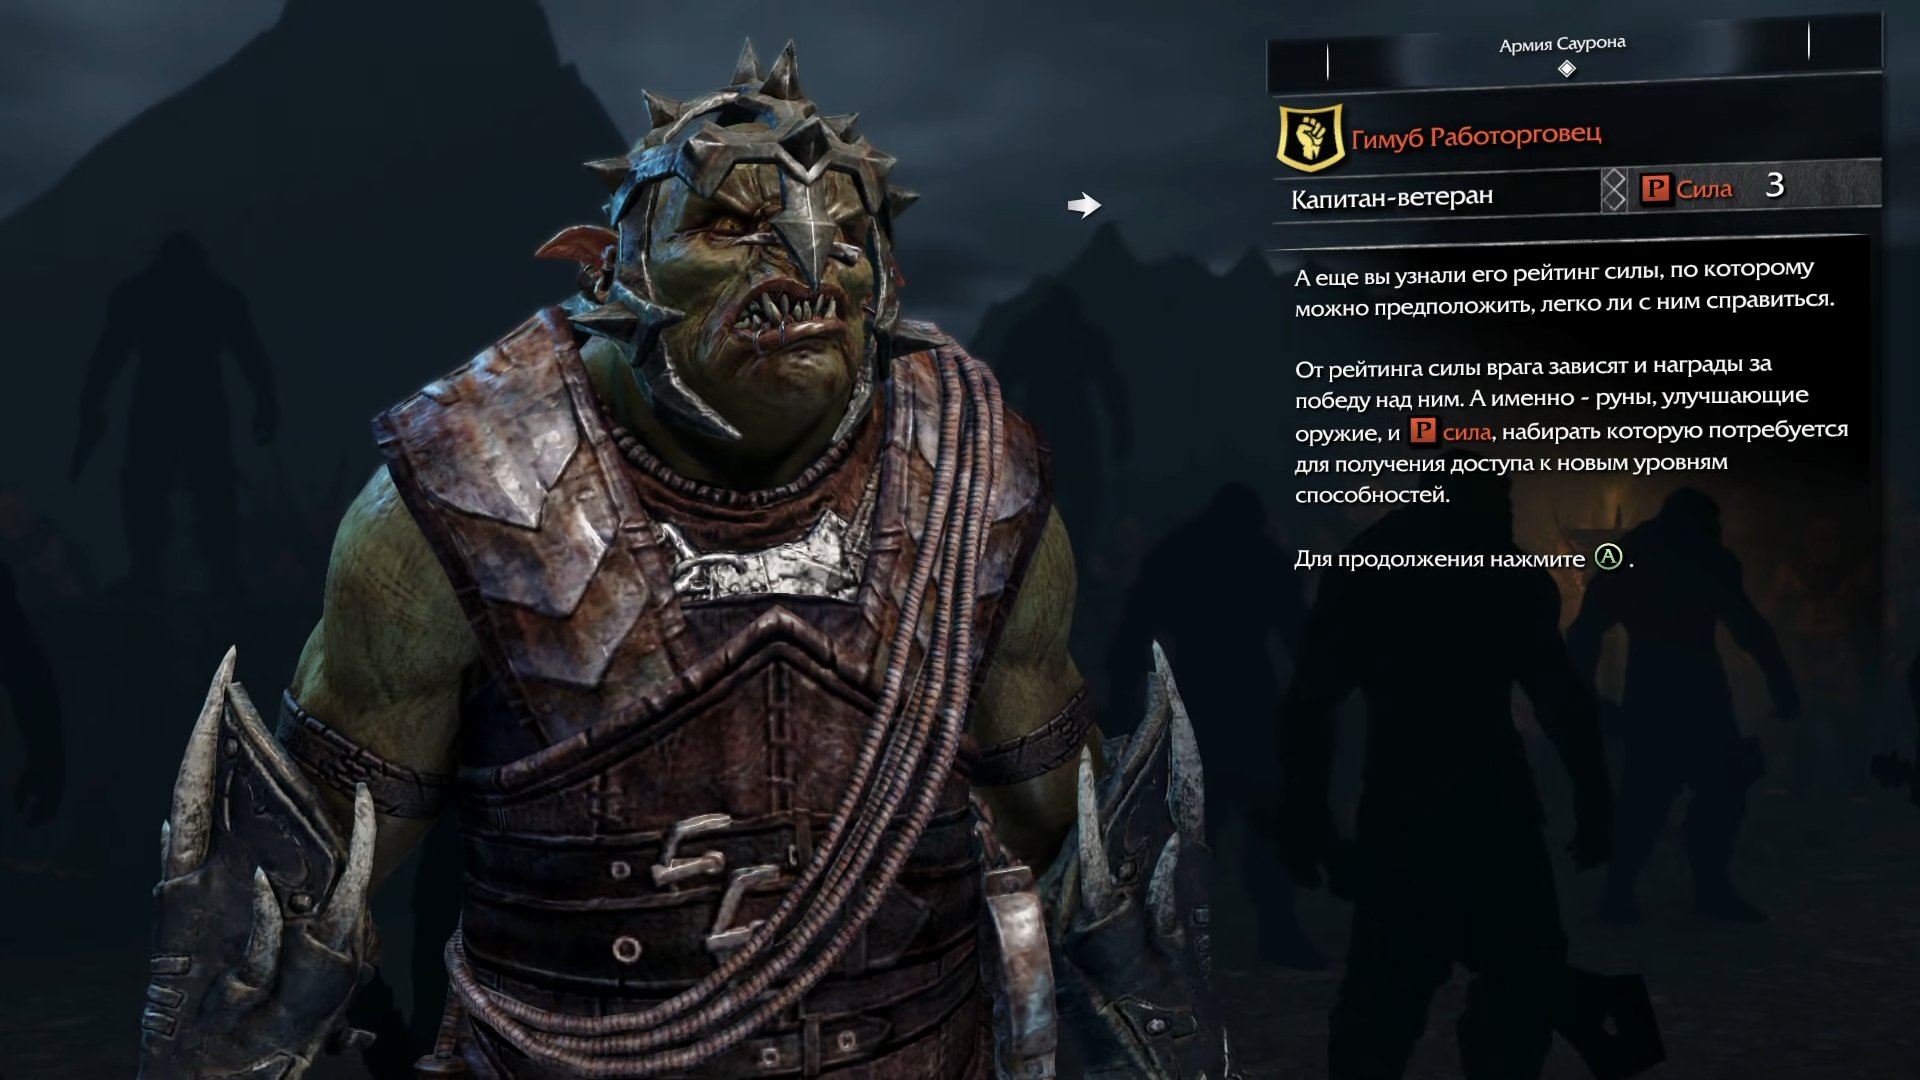 Армия Саурона
Гимуб Работорговец
Капитан-ветеран
P Сила 3
А еще вы узнали его рейтинг силы, по которому
можно предположить, легко ли с ним справиться.
От рейтинга силы врага зависят и награды за
победу над ним. А именно - руны, улучшающие
оружие, и P сила, набирать которую потребуется
для получения доступа к новым уровням
способностей.
Для продолжения нажмите A .